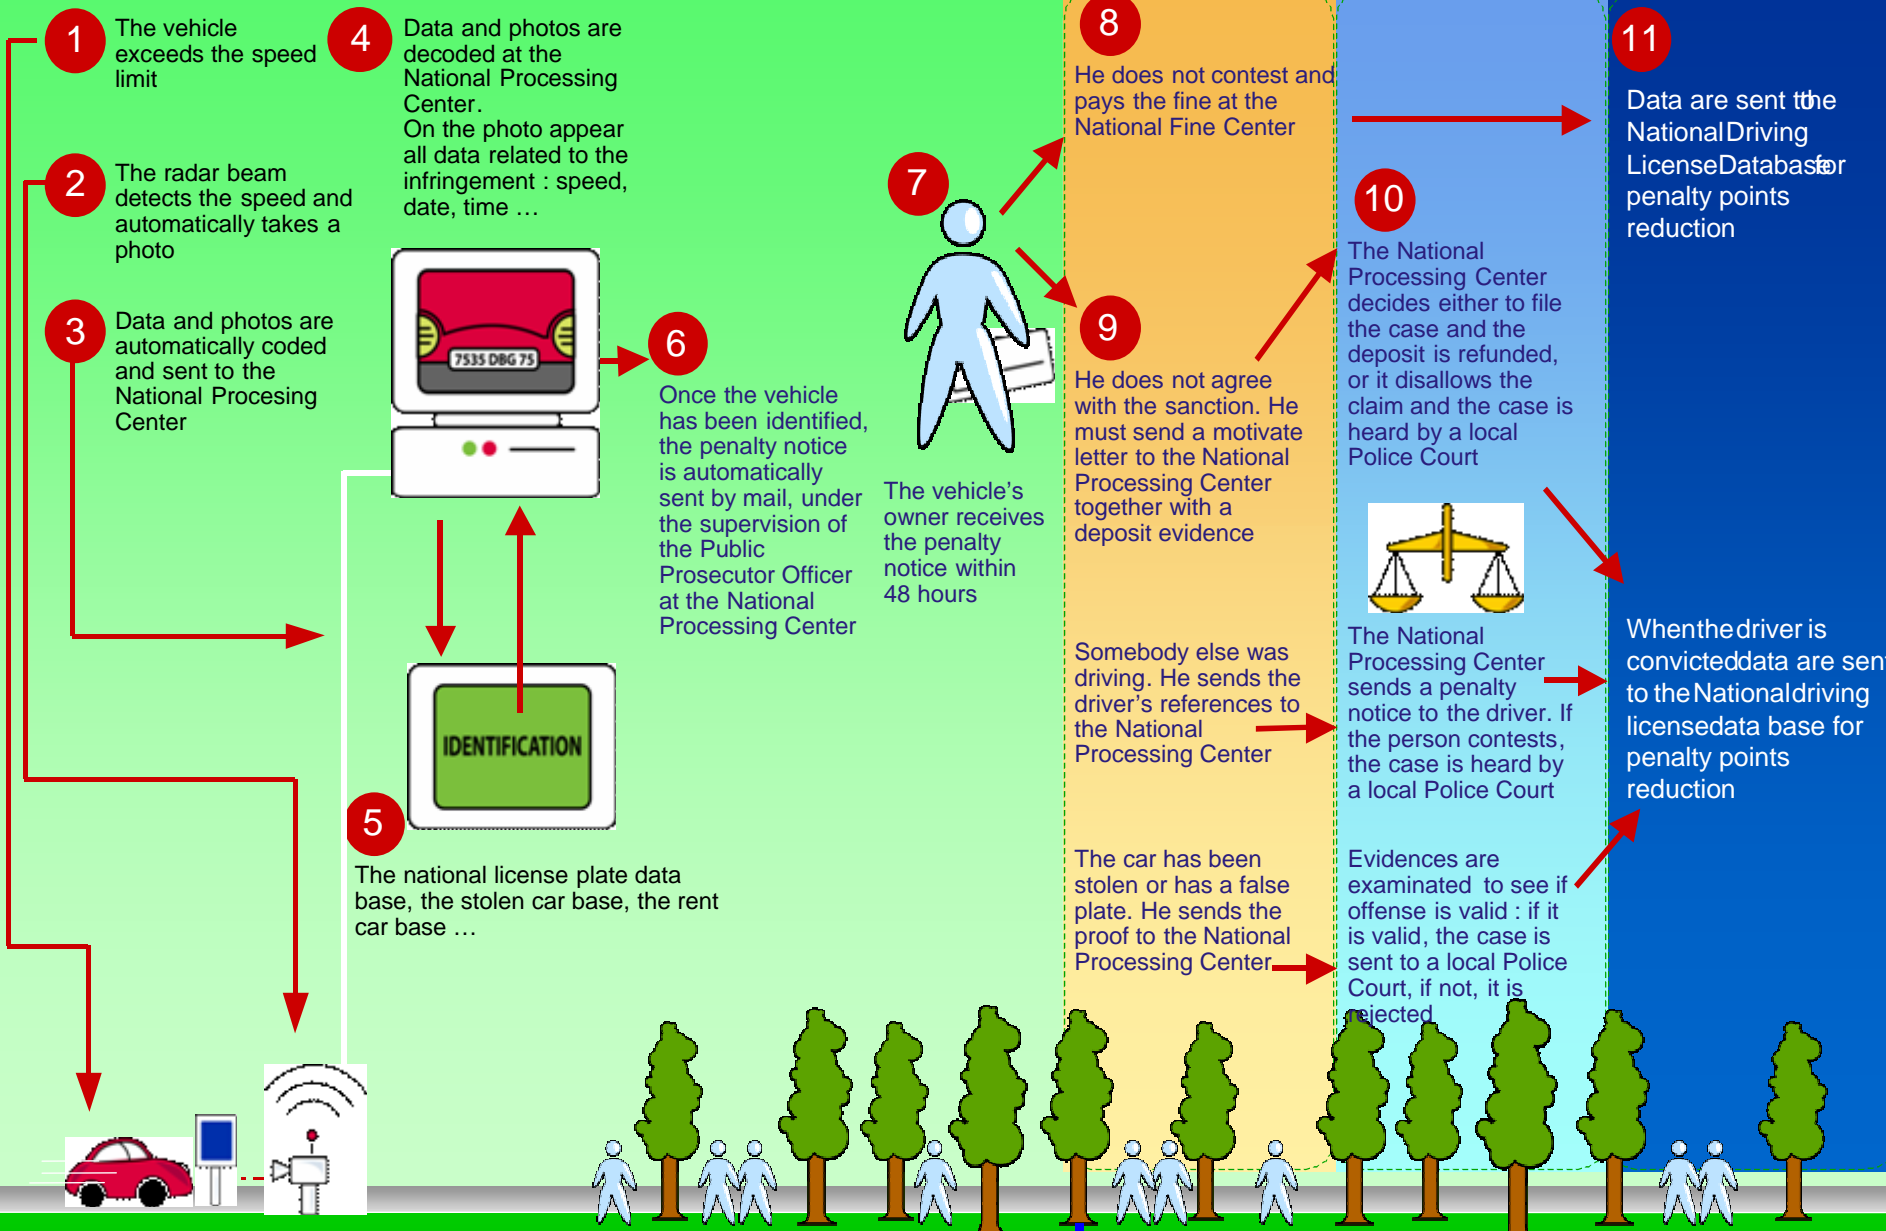 1
The vehicle
exceeds the speed
limit
2
The radar beam
detects the speed and
automatically takes a
photo
3
Data and photos are
automatically coded
and sent to the
National Procesing
Center
4
Data and photos are
decoded at the
National Processing
Center.
On the photo appear
all data related to the
infringement : speed,
date, time …
7535 DBG 75
IDENTIFICATION
5
The national license plate data
base, the stolen car base, the rent
car base …
6
Once the vehicle
has been identified,
the penalty notice
is automatically
sent by mail, under
the supervision of
the Public
Prosecutor Officer
at the National
Processing Center
7
The vehicle’s
owner receives
the penalty
notice within
48 hours
8
He does not contest and
pays the fine at the
National Fine Center
9
He does not agree
with the sanction. He
must send a motivate
letter to the National
Processing Center
together with a
deposit evidence
Somebody else was
driving. He sends the
driver’s references to
the National
Processing Center
The car has been
stolen or has a false
plate. He sends the
proof to the National
Processing Center
10
The National
Processing Center
decides either to file
the case and the
deposit is refunded,
or it disallows the
claim and the case is
heard by a local
Police Court
The National
Processing Center
sends a penalty
notice to the driver. If
the person contests,
the case is heard by
a local Police Court
Evidences are
examinated to see if
offense is valid : if it
is valid, the case is
sent to a local Police
Court, if not, it is
rejected
11
Data are sent to the
National Driving
License Database for
penalty points
reduction
When the driver is
convicted data are sent
to the National driving
license data base for
penalty points
reduction